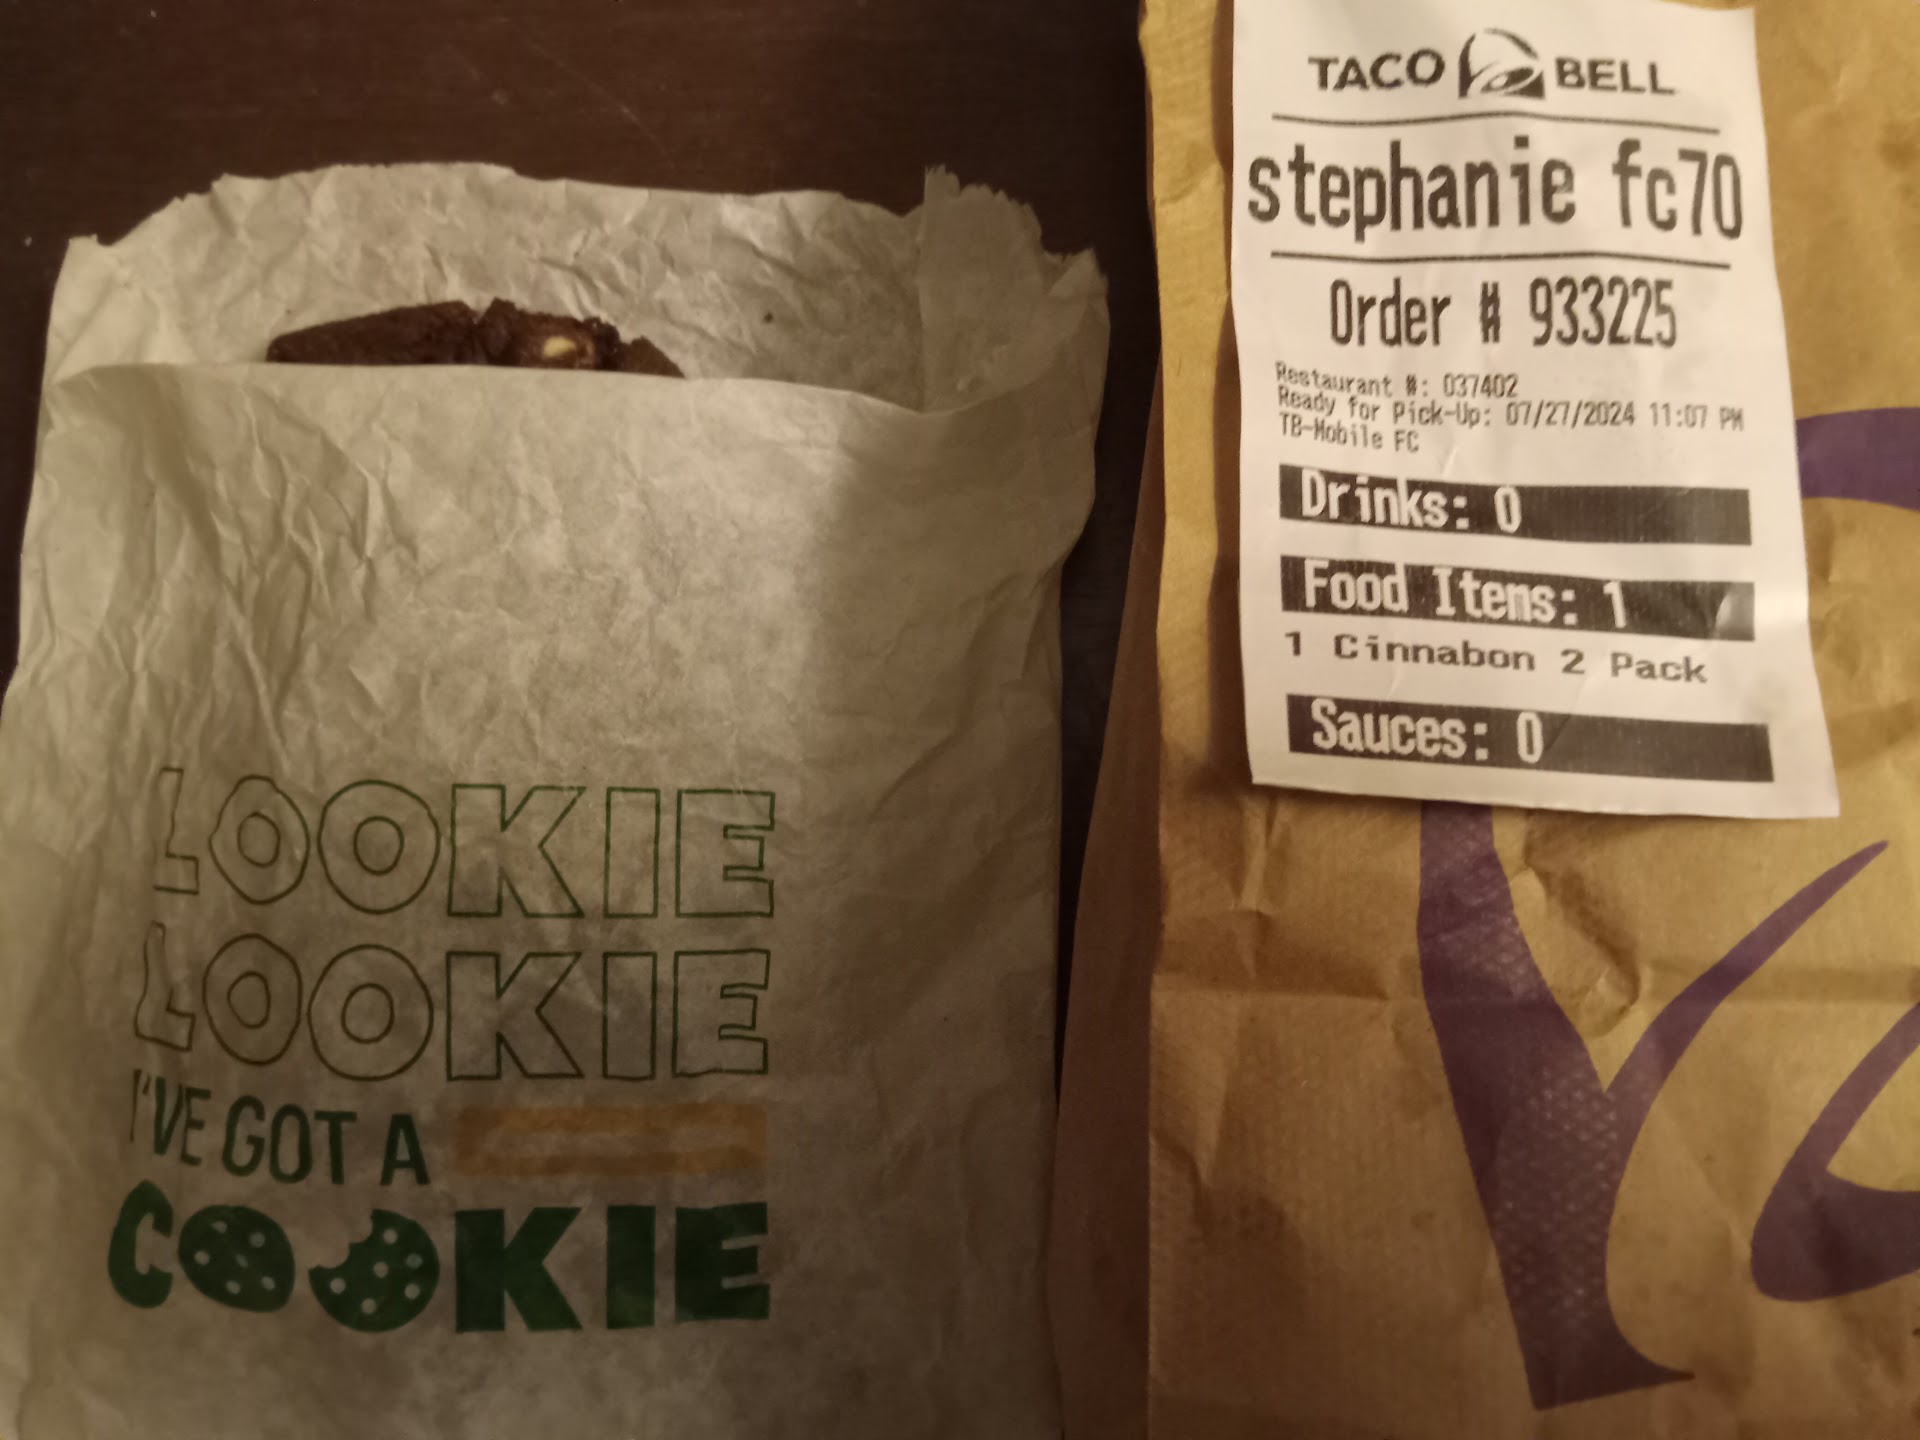 LOOKIE
LOOKIE
I'VE GOT A
COOKIE
TACO BELL
stephanie fc70
Order # 933225
Restaurant #: 037402
Ready for Pick-Up: 07/27/2024 11:07 PM
TB-Mobile FC
Drinks: 0
Food Items: 1
1 Cinnabon 2 Pack
Sauces: 0